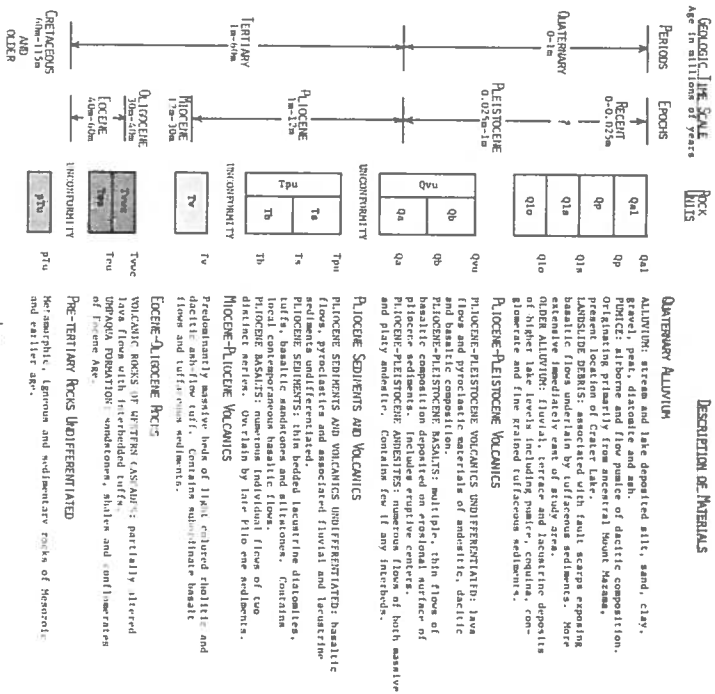 GEOLOGIC TIME SCALE
Age in millions of years
PERIODS
EPOCHS
ROCK
UNITS
DESCRIPTION OF MATERIALS
QUATERNARY
0-1m
TERTIARY
1m-60m
CRETACEOUS
60m-115m
AND
OLDER
RECENT
0-0.025m
?
PLEISTOCENE
0.025m-1m
PLIOCENE
1m-12m
MIOCENE
12m-30m
OLIGOCENE
30m-40m
EOCENE
40m-60m
Qal
Qp
Qls
Qlo
Qvu
Qb
Qa
UNCONFORMITY
Tpu
Ts
Tb
UNCONFORMITY
Tv
Tvwc
UNCONFORMITY
pTu
QUATERNARY ALLUVIUM
Qal ALLUVIUM: stream and lake deposited silt, sand, clay,
gravel, peat, diatomite and ash.
Qp PUMICE: airborne and flow pumice of dacitic composition.
Originating primarily from ancestral Mount Mazama,
present location of Crater Lake.
Qls LANDSLIDE DEBRIS: associated with fault scarps exposing
basaltic flows underlain by tuffaceous sediments. More
extensive immediately east of study area.
Qlo OLDER ALLUVIUM: fluvial, terrace and lacustrine deposits
of higher lake levels including pumice, coquina, con-
glomerate and fine grained tuffaceous sediments.
PLIOCENE-PLEISTOCENE VOLCANICS
Qvu PLIOCENE-PLEISTOCENE VOLCANICS UNDIFFERENTIATED: lava
flows and pyroclastic materials of andesitic, dacitic
and basaltic composition.
Qb PLIOCENE-PLEISTOCENE BASALTS: multiple, thin flows of
basaltic composition deposited on erosional surface of
pliocene sediments. Includes eruptive centers.
Qa PLIOCENE-PLEISTOCENE ANDESITES: numerous flows of both massive
and platy andesite. Contains few if any interbeds.
PLIOCENE SEDIMENTS AND VOLCANICS
Tpu PLIOCENE SEDIMENTS AND VOLCANICS UNDIFFERENTIATED: basaltic
flows, pyroclastics and associated fluvial and lacustrine
sediments undifferentiated.
Ts PLIOCENE SEDIMENTS: thin bedded lacustrine diatomites,
tuffs, basaltic sandstones and siltstones. Contains
local contemporaneous basaltic flows.
Tb PLIOCENE BASALTS: numerous individual flows of two
distinct series. Overlain by late Pliocene sediments.
MIOCENE-PLIOCENE VOLCANICS
Tv Predominantly massive beds of light colored rholitic and
dacitic ash-flow tuff. Contains subordinate basalt
flows and tuffaceous sediments.
EOCENE-OLIGOCENE ROCKS
Tvwc VOLCANIC ROCKS OF WESTERN CASCADES: partially altered
lava flows with interbedded tuffs.
UMPAQUA FORMATION: sandstones, shales and conglomerates
of Eocene Age.
PRE-TERTIARY ROCKS UNDIFFERENTIATED
pTu Metamorphic, igneous and sedimentary rocks of Mesozoic
and earlier age.